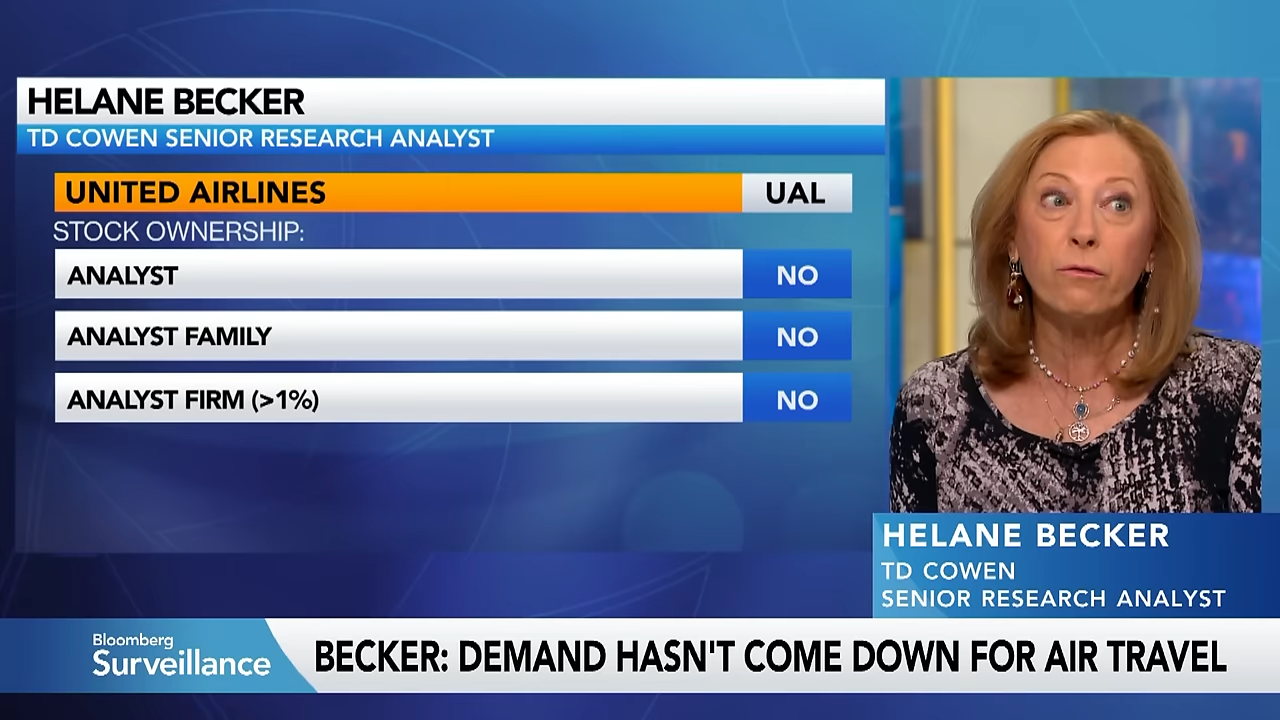 HELANE BECKER
TD COWEN SENIOR RESEARCH ANALYST
UNITED AIRLINES UAL
STOCK OWNERSHIP:
ANALYST NO
ANALYST FAMILY NO
ANALYST FIRM (>1%) NO
HELANE BECKER
TD COWEN
SENIOR RESEARCH ANALYST
Bloomberg
Surveillance
BECKER: DEMAND HASN'T COME DOWN FOR AIR TRAVEL